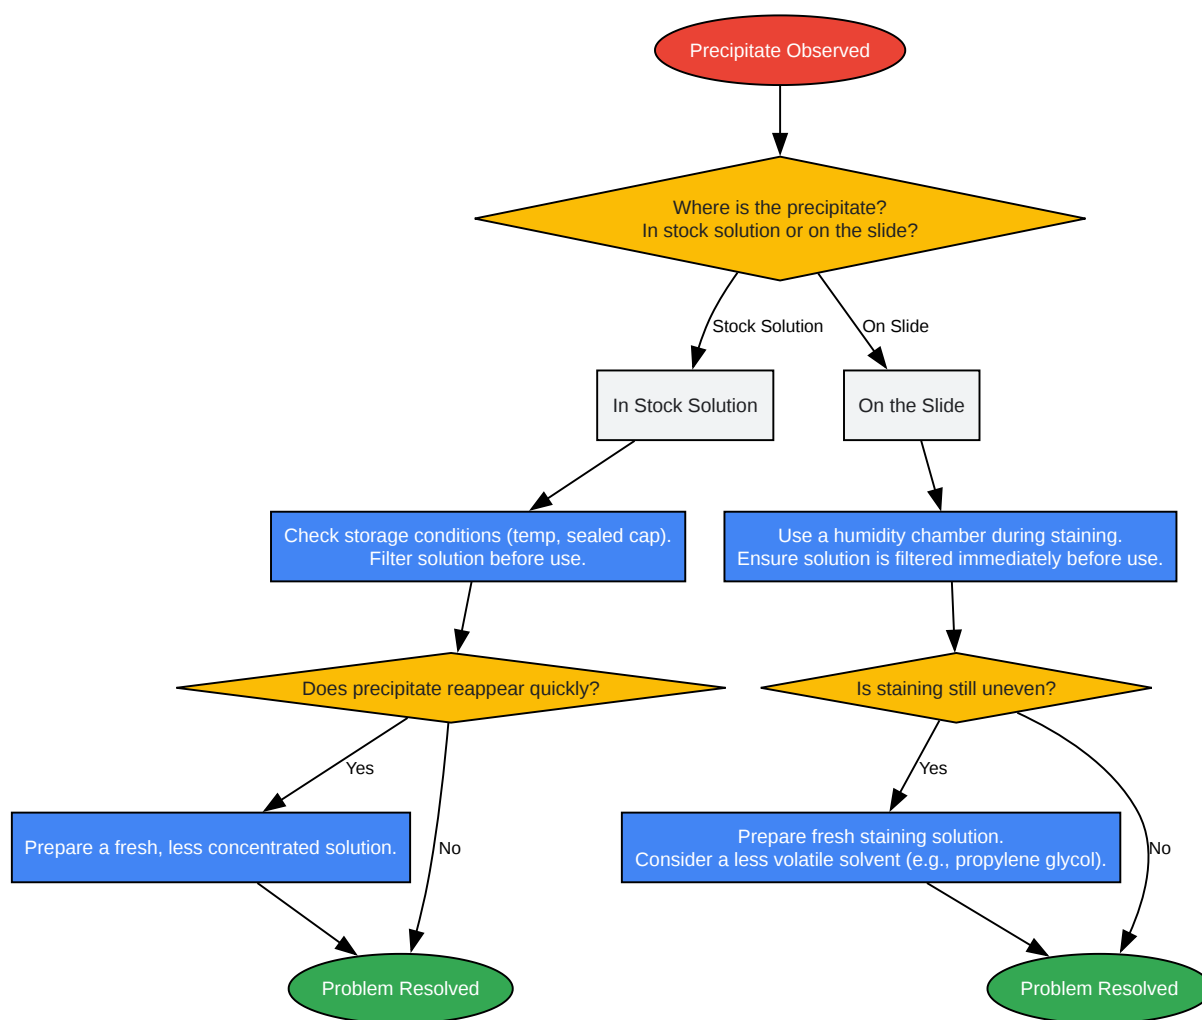 Precipitate Observed
Where is the precipitate?
In stock solution or on the slide?
Stock Solution
On Slide
In Stock Solution
On the Slide
Check storage conditions (temp, sealed cap).
Filter solution before use.
Use a humidity chamber during staining.
Ensure solution is filtered immediately before use.
Does precipitate reappear quickly?
Is staining still uneven?
Yes
Yes
Prepare a fresh, less concentrated solution.
No
Prepare fresh staining solution.
Consider a less volatile solvent (e.g., propylene glycol).
No
Problem Resolved
Problem Resolved